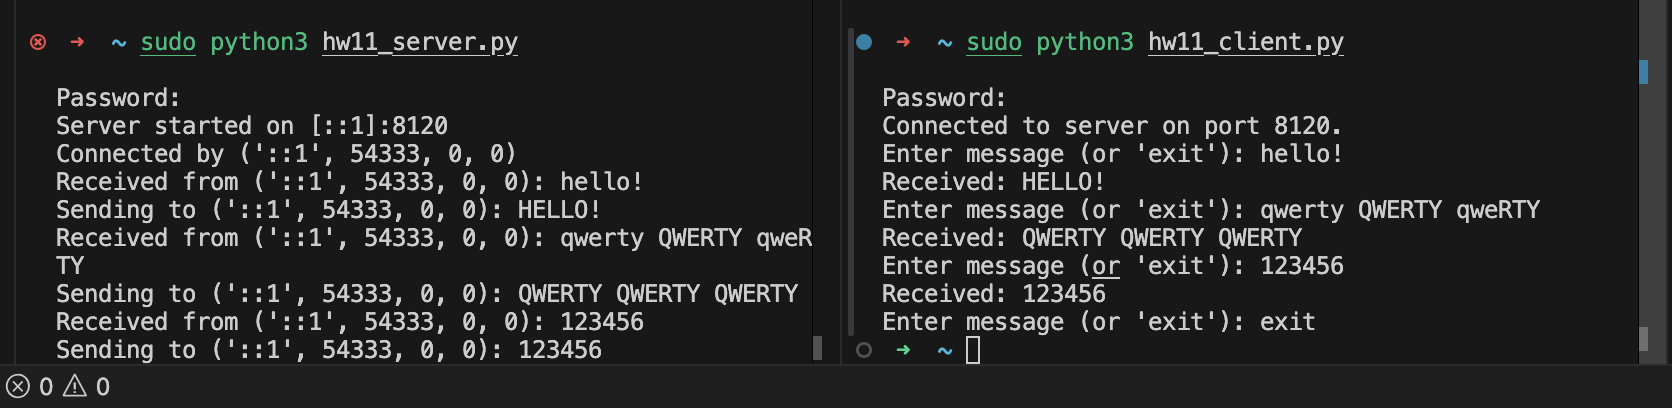 → ~ sudo python3 hw11_server.py
Password:
Server started on [::1]:8120
Connected by ('::1', 54333, 0, 0)
Received from ('::1', 54333, 0, 0): hello!
Sending to ('::1', 54333, 0, 0): HELLO!
Received from ('::1', 54333, 0, 0): qwerty QWERTY qweR
TY
Sending to ('::1', 54333, 0, 0): QWERTY QWERTY QWERTY
Received from ('::1', 54333, 0, 0): 123456
Sending to ('::1', 54333, 0, 0): 123456
→ ~ sudo python3 hw11_client.py
Password:
Connected to server on port 8120.
Enter message (or 'exit'): hello!
Received: HELLO!
Enter message (or 'exit'): qwerty QWERTY qweRTY
Received: QWERTY QWERTY QWERTY
Enter message (or 'exit'): 123456
Received: 123456
Enter message (or 'exit'): exit
→ ~
0 0